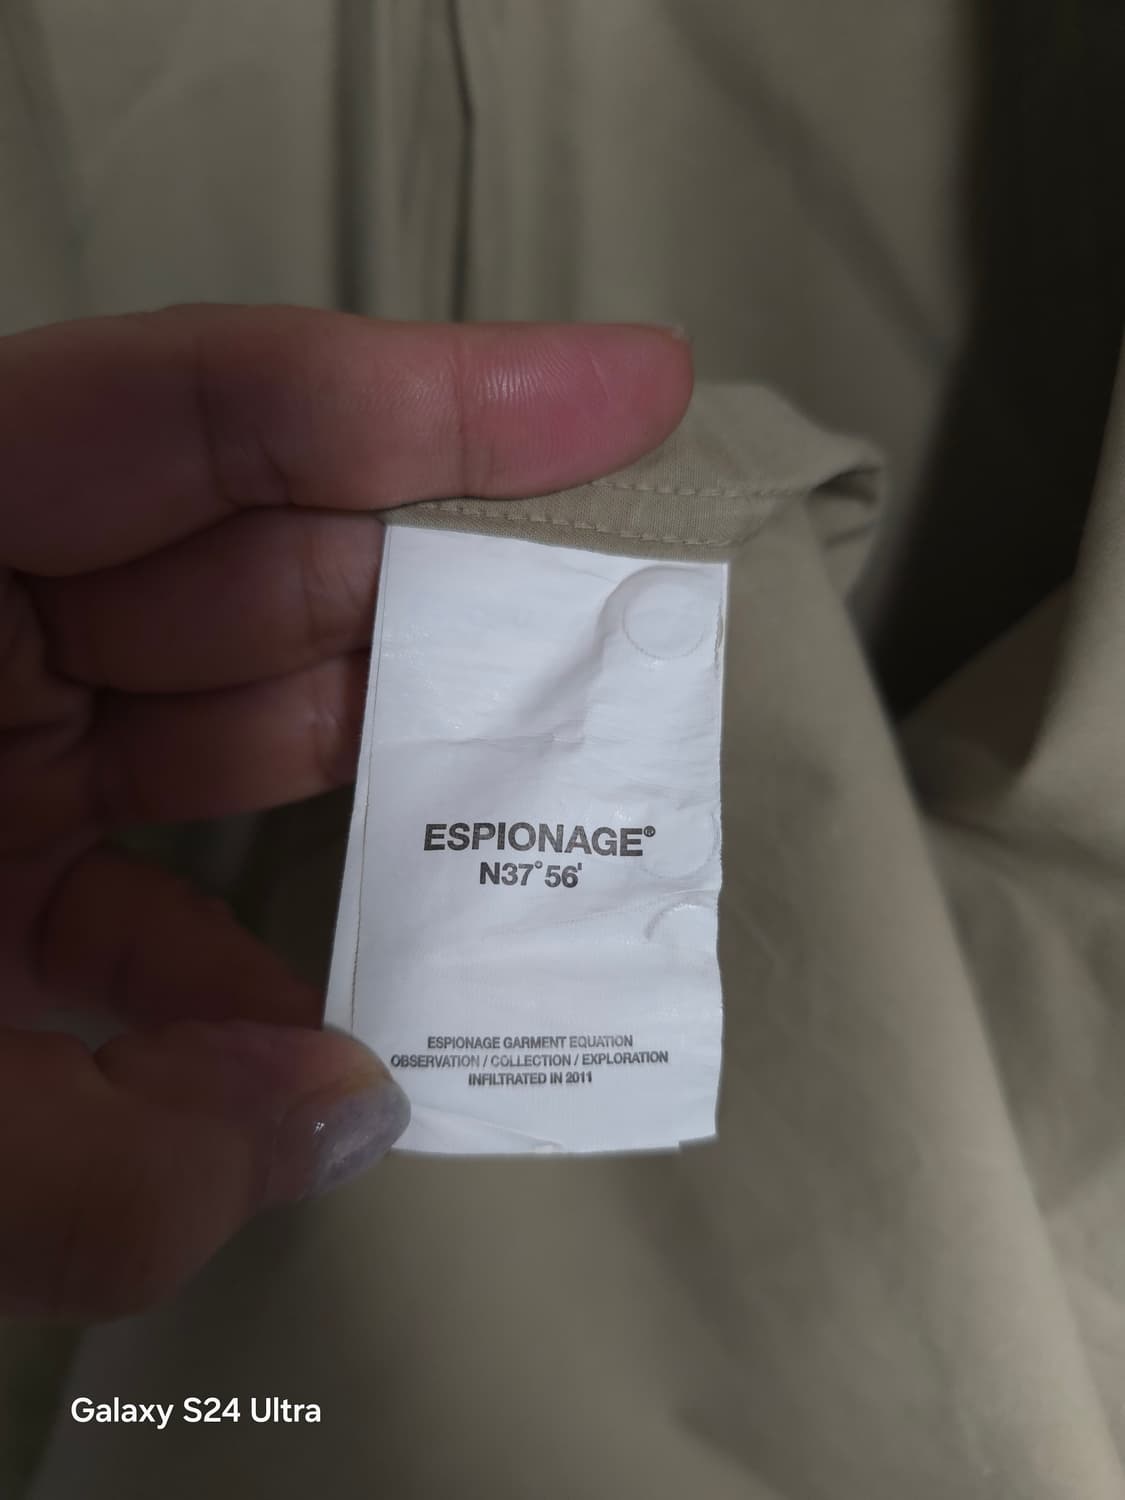 ESPIONAGE®
N37°56'
ESPIONAGE GARMENT EQUATION
OBSERVATION / COLLECTION / EXPLORATION
INFILTRATED IN 2011
Galaxy S24 Ultra